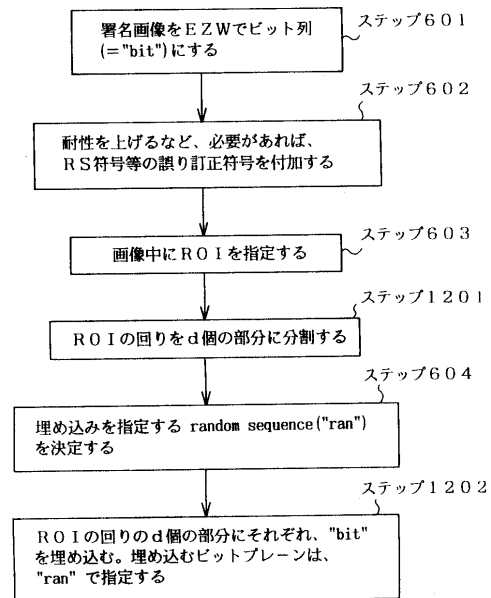 ステップ601
署名画像をEZWでビット列
(="bit")にする
ステップ602
耐性を上げるなど、必要があれば、
RS符号等の誤り訂正符号を付加する
ステップ603
画像中にROIを指定する
ステップ1201
ROIの回りをd個の部分に分割する
ステップ604
埋め込みを指定する random sequence("ran")
を決定する
ステップ1202
ROIの回りのd個の部分にそれぞれ、"bit"
を埋め込む。埋め込むビットプレーンは、
"ran" で指定する